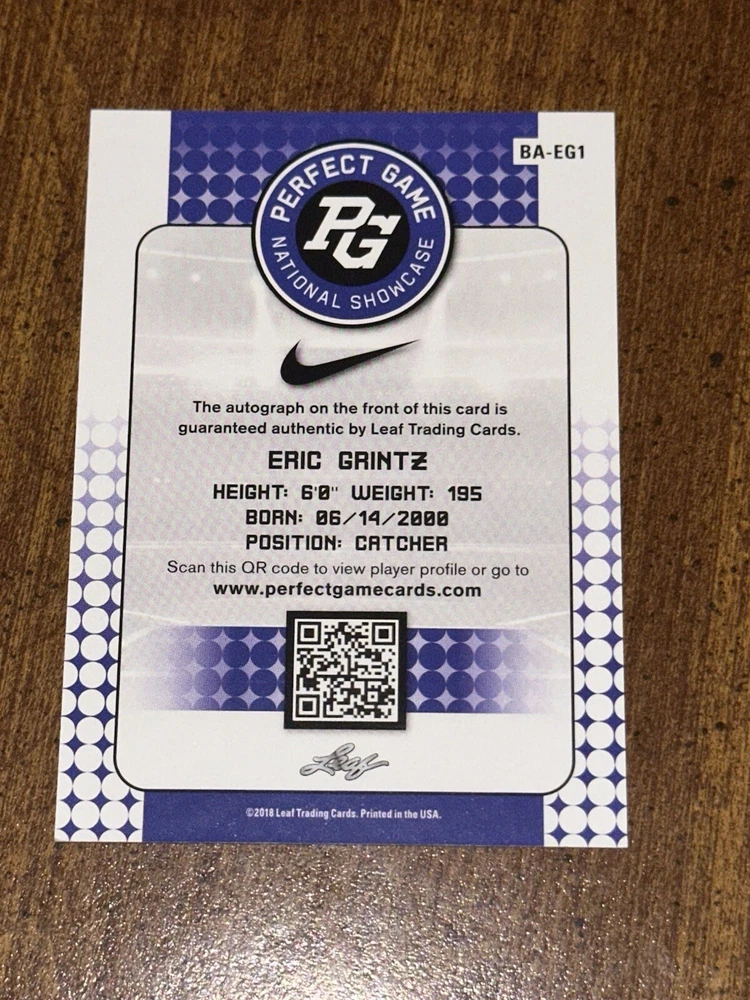 BA-EG1
PERFECT GAME
PG
NATIONAL SHOWCASE
The autograph on the front of this card is
guaranteed authentic by Leaf Trading Cards.
ERIC GRINTZ
HEIGHT: 6'0" WEIGHT: 195
BORN: 06/14/2000
POSITION: CATCHER
Scan this QR code to view player profile or go to
www.perfectgamecards.com
Leaf
©2018 Leaf Trading Cards. Printed in the USA.